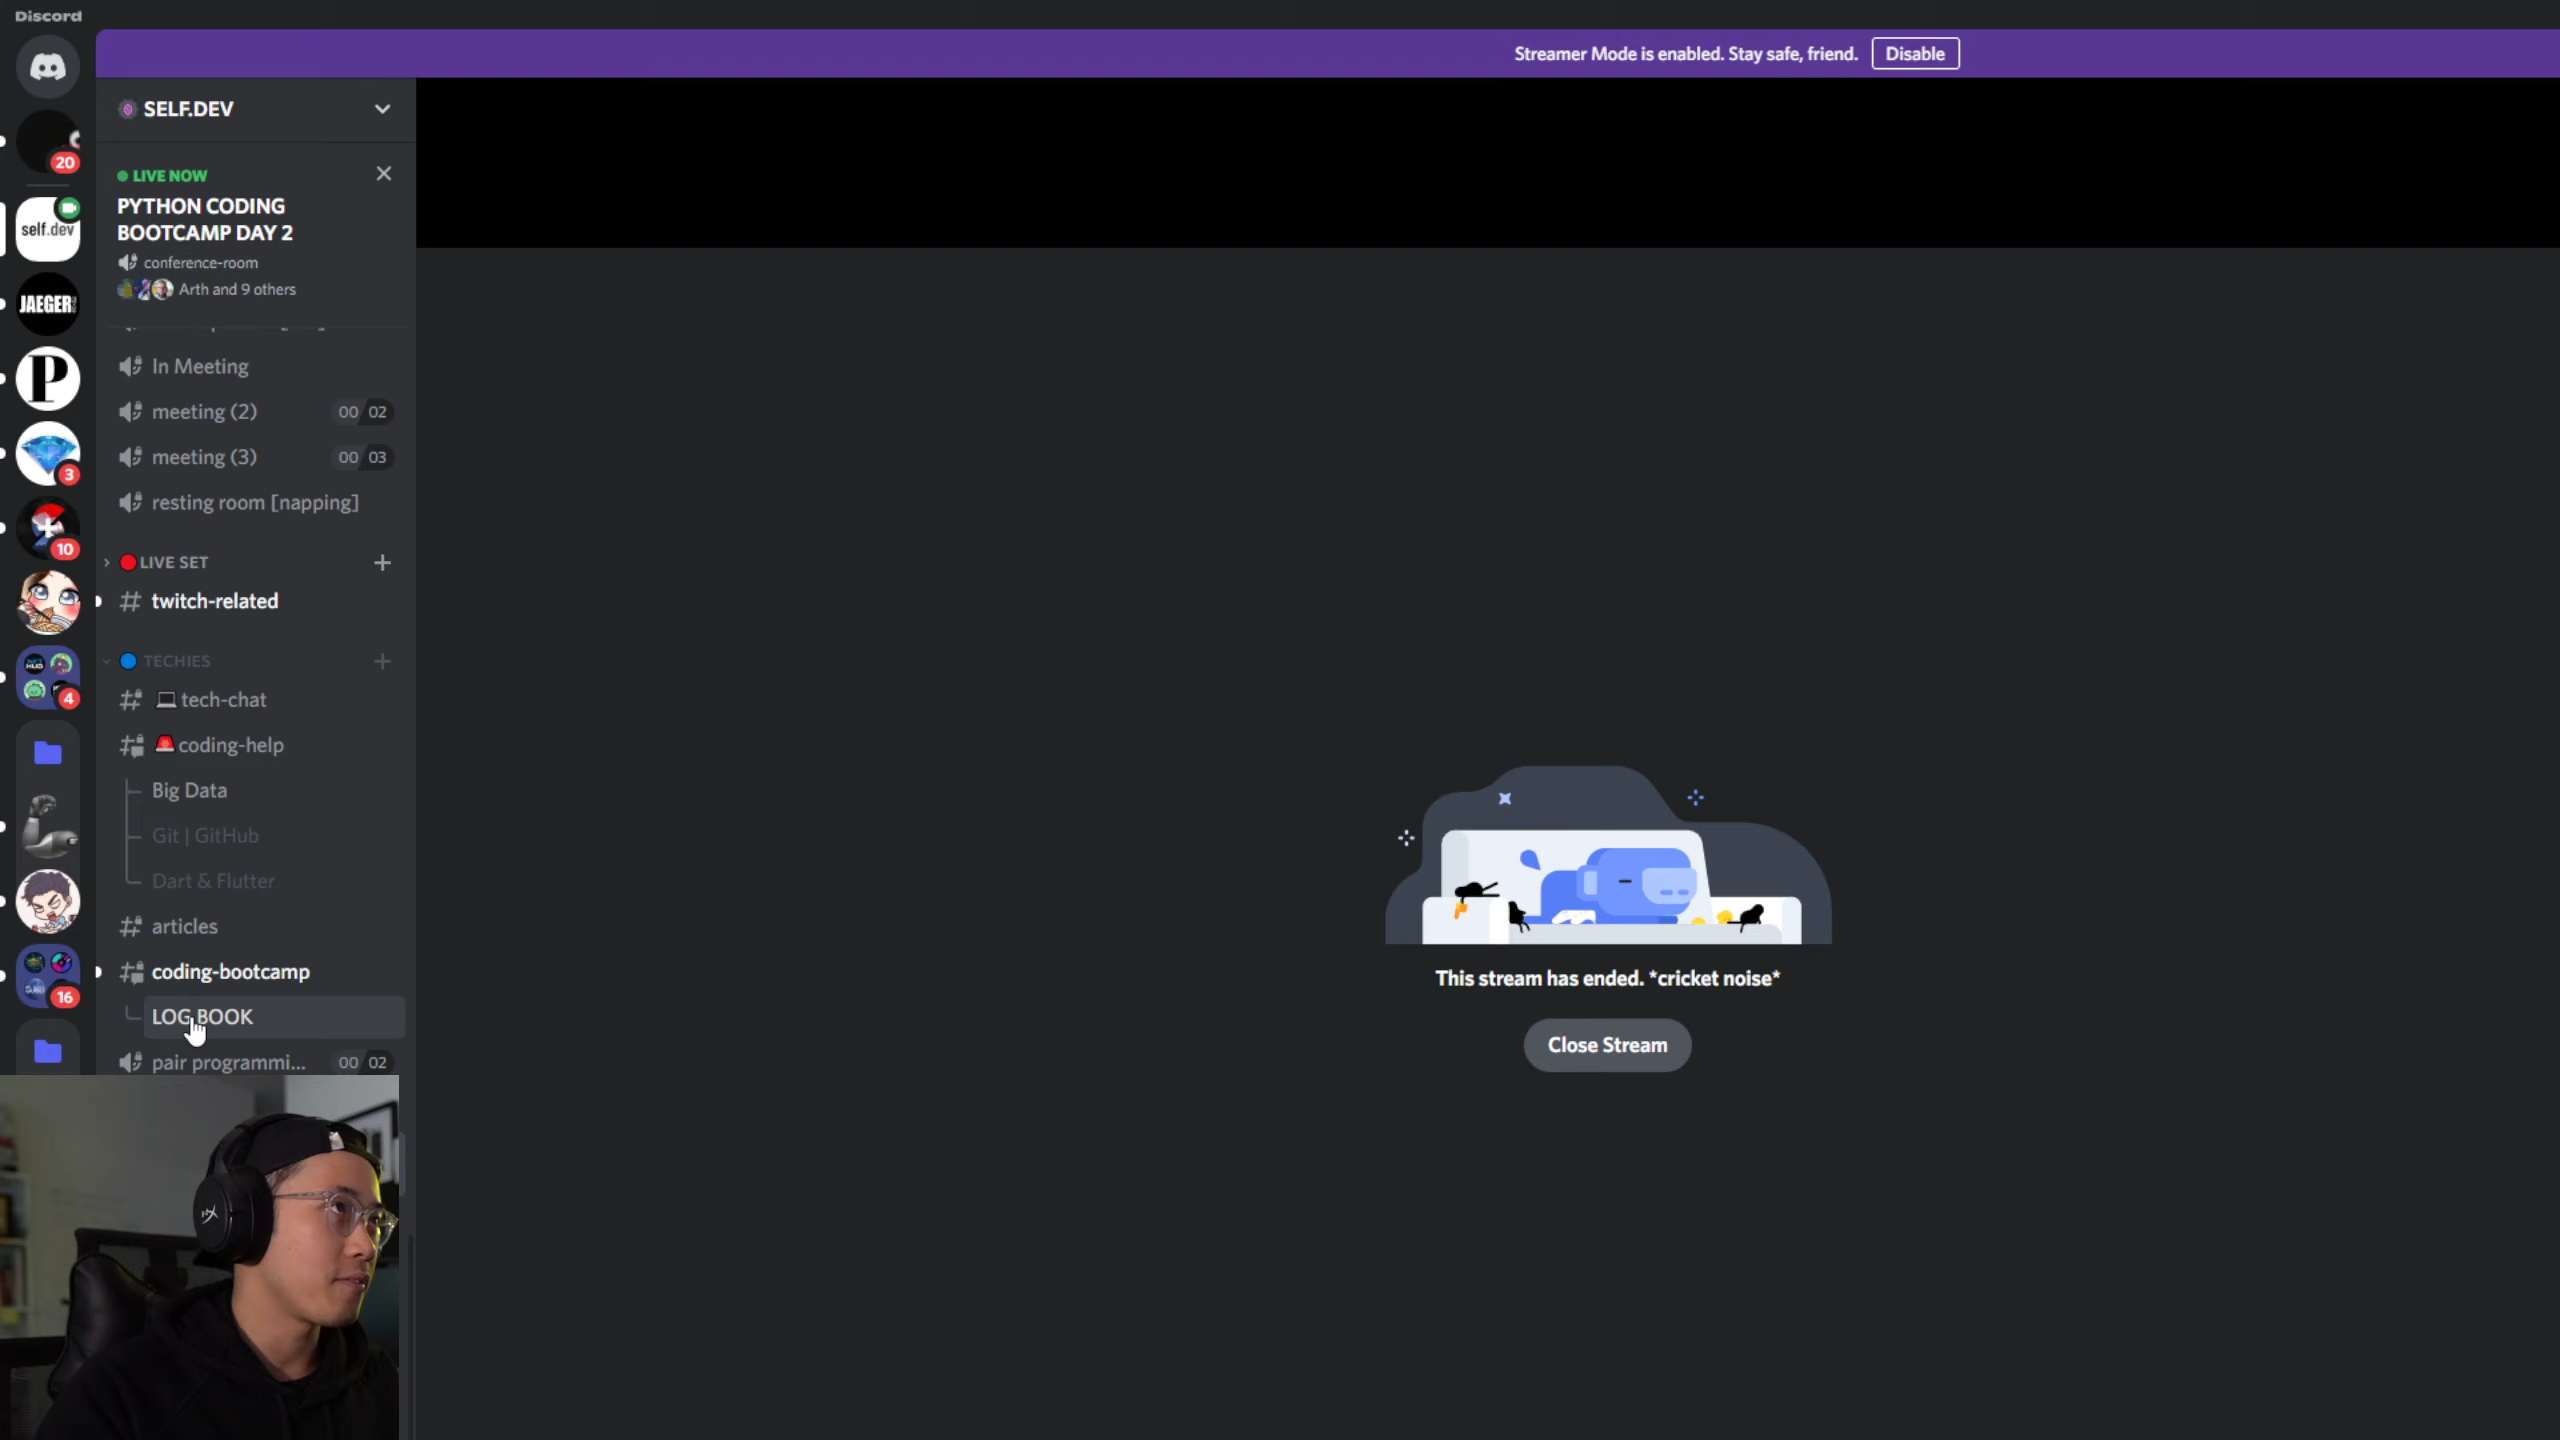 Discord
Streamer Mode is enabled. Stay safe, friend. Disable
SELF.DEV
20
LIVE NOW
PYTHON CODING
BOOTCAMP DAY 2
self.dev
conference-room
Arth and 9 others
JAEGER
In Meeting
P
meeting (2) 00 02
meeting (3) 00 03
3
resting room [napping]
10
LIVE SET
twitch-related
TECHIES
HUB
4
tech-chat
coding-help
Big Data
Git | GitHub
Dart & Flutter
articles
coding-bootcamp
16
LOG BOOK
pair programmi... 00 02
This stream has ended. *cricket noise*
Close Stream